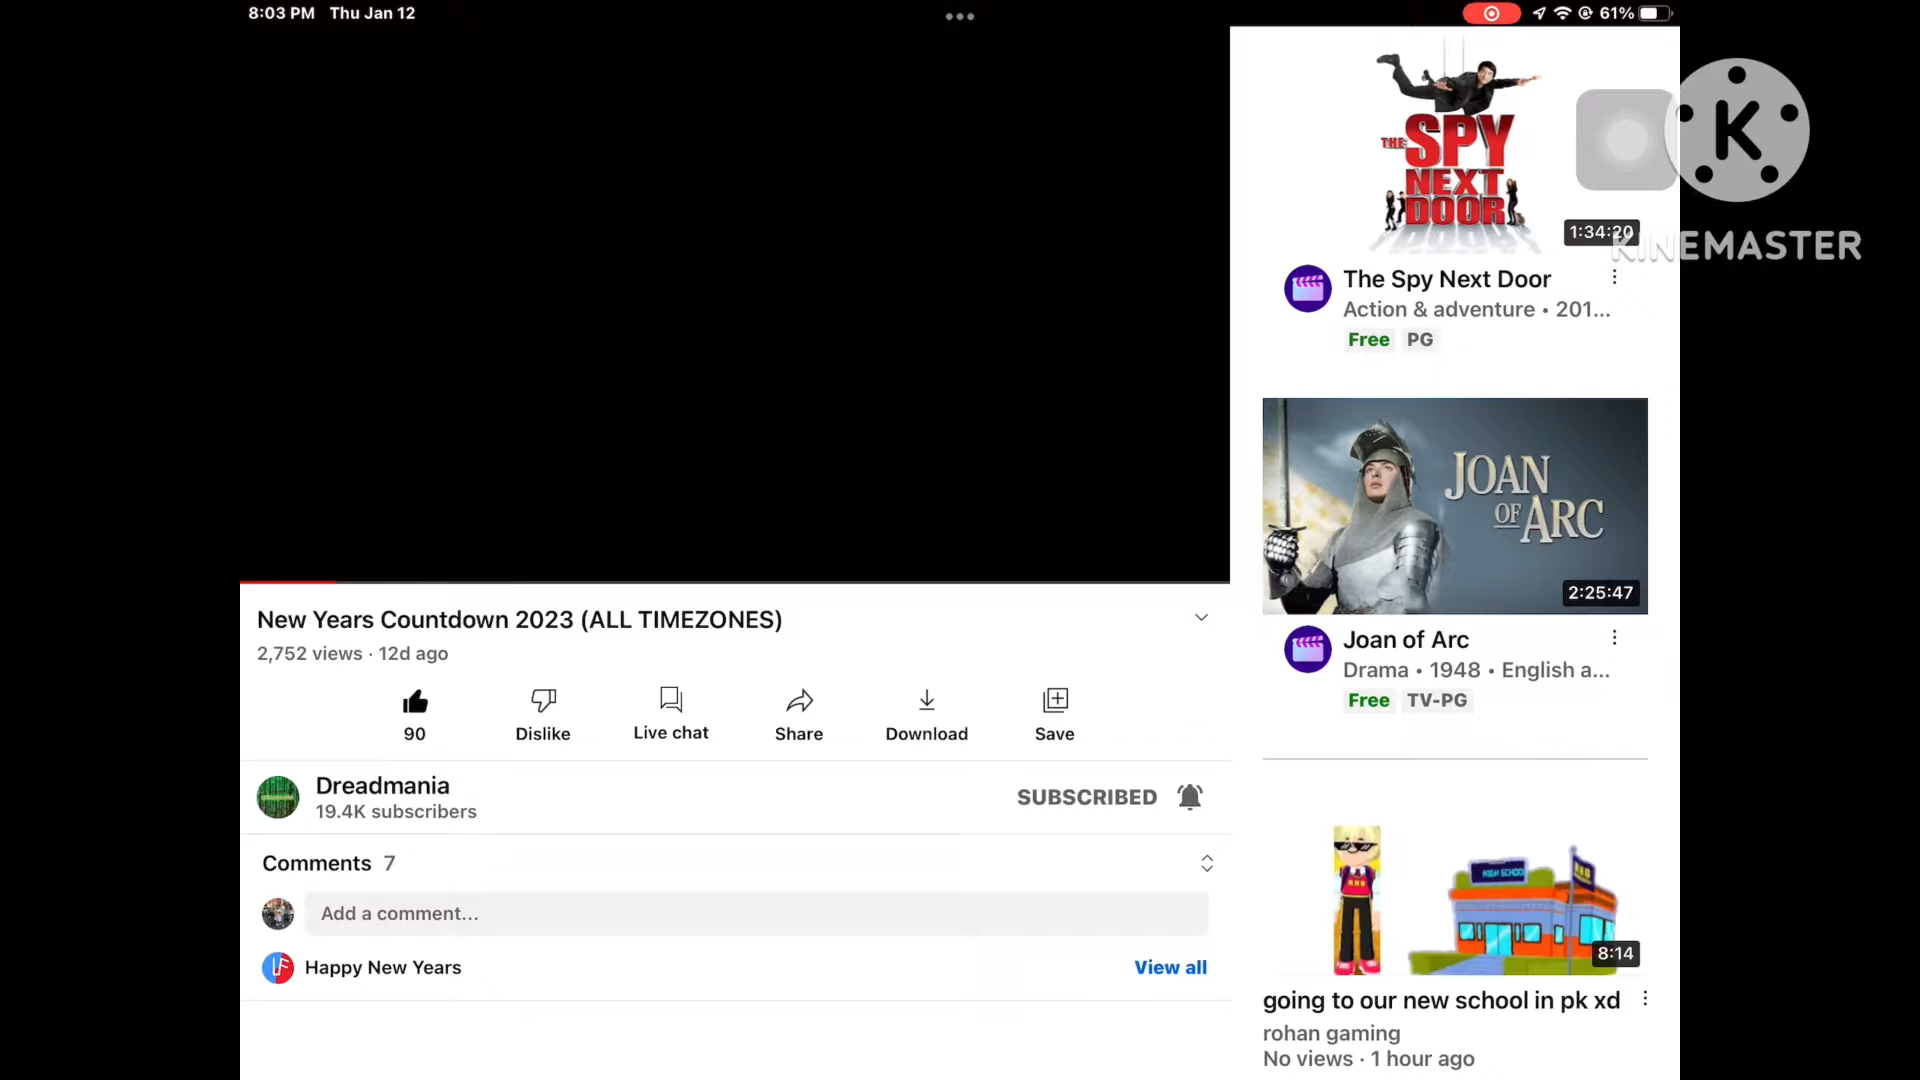 8:03 PM Thu Jan 12
61%
New Years Countdown 2023 (ALL TIMEZONES)
2,752 views · 12d ago
90
Dislike
Live chat
Share
Download
Save
Dreadmania
19.4K subscribers
SUBSCRIBED
Comments 7
Add a comment...
Happy New Years
View all
THE SPY
NEXT
DOOR
1:34:20
The Spy Next Door
Action & adventure • 201...
Free PG
JOAN
OF ARC
2:25:47
Joan of Arc
Drama • 1948 • English a...
Free TV-PG
HIGH SCHOOL
8:14
going to our new school in pk xd
rohan gaming
No views · 1 hour ago
K
KINEMASTER